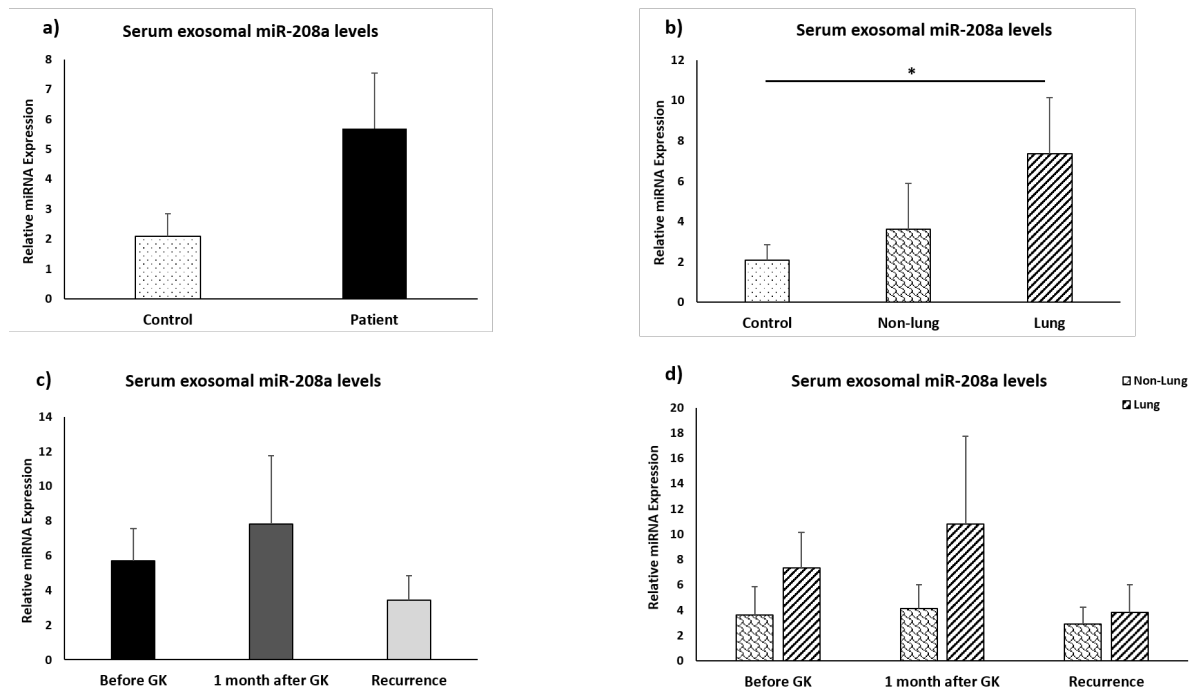 a)
Serum exosomal miR-208a levels
Relative miRNA Expression
8
7
6
5
4
3
2
1
0
Control Patient
b)
Serum exosomal miR-208a levels
Relative miRNA Expression
12
10
8
6
4
2
0
*
Control Non-lung Lung
c)
Serum exosomal miR-208a levels
Relative miRNA Expression
14
12
10
8
6
4
2
0
Before GK 1 month after GK Recurrence
d)
Serum exosomal miR-208a levels
Non-Lung
Lung
Relative miRNA Expression
20
18
16
14
12
10
8
6
4
2
0
Before GK 1 month after GK Recurrence